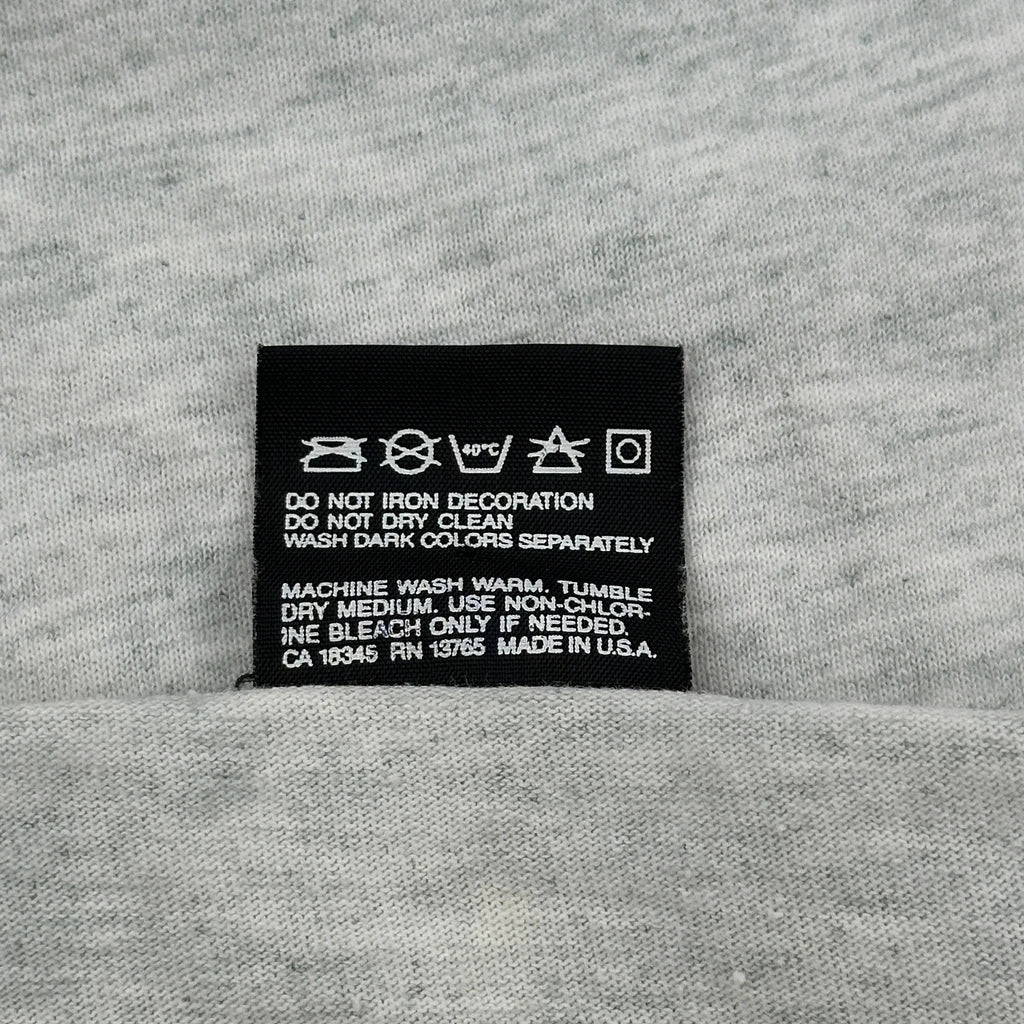 40°C
DO NOT IRON DECORATION
DO NOT DRY CLEAN
WASH DARK COLORS SEPARATELY
MACHINE WASH WARM. TUMBLE
DRY MEDIUM. USE NON-CHLOR-
INE BLEACH ONLY IF NEEDED.
CA 18345 RN 13765 MADE IN U.S.A.